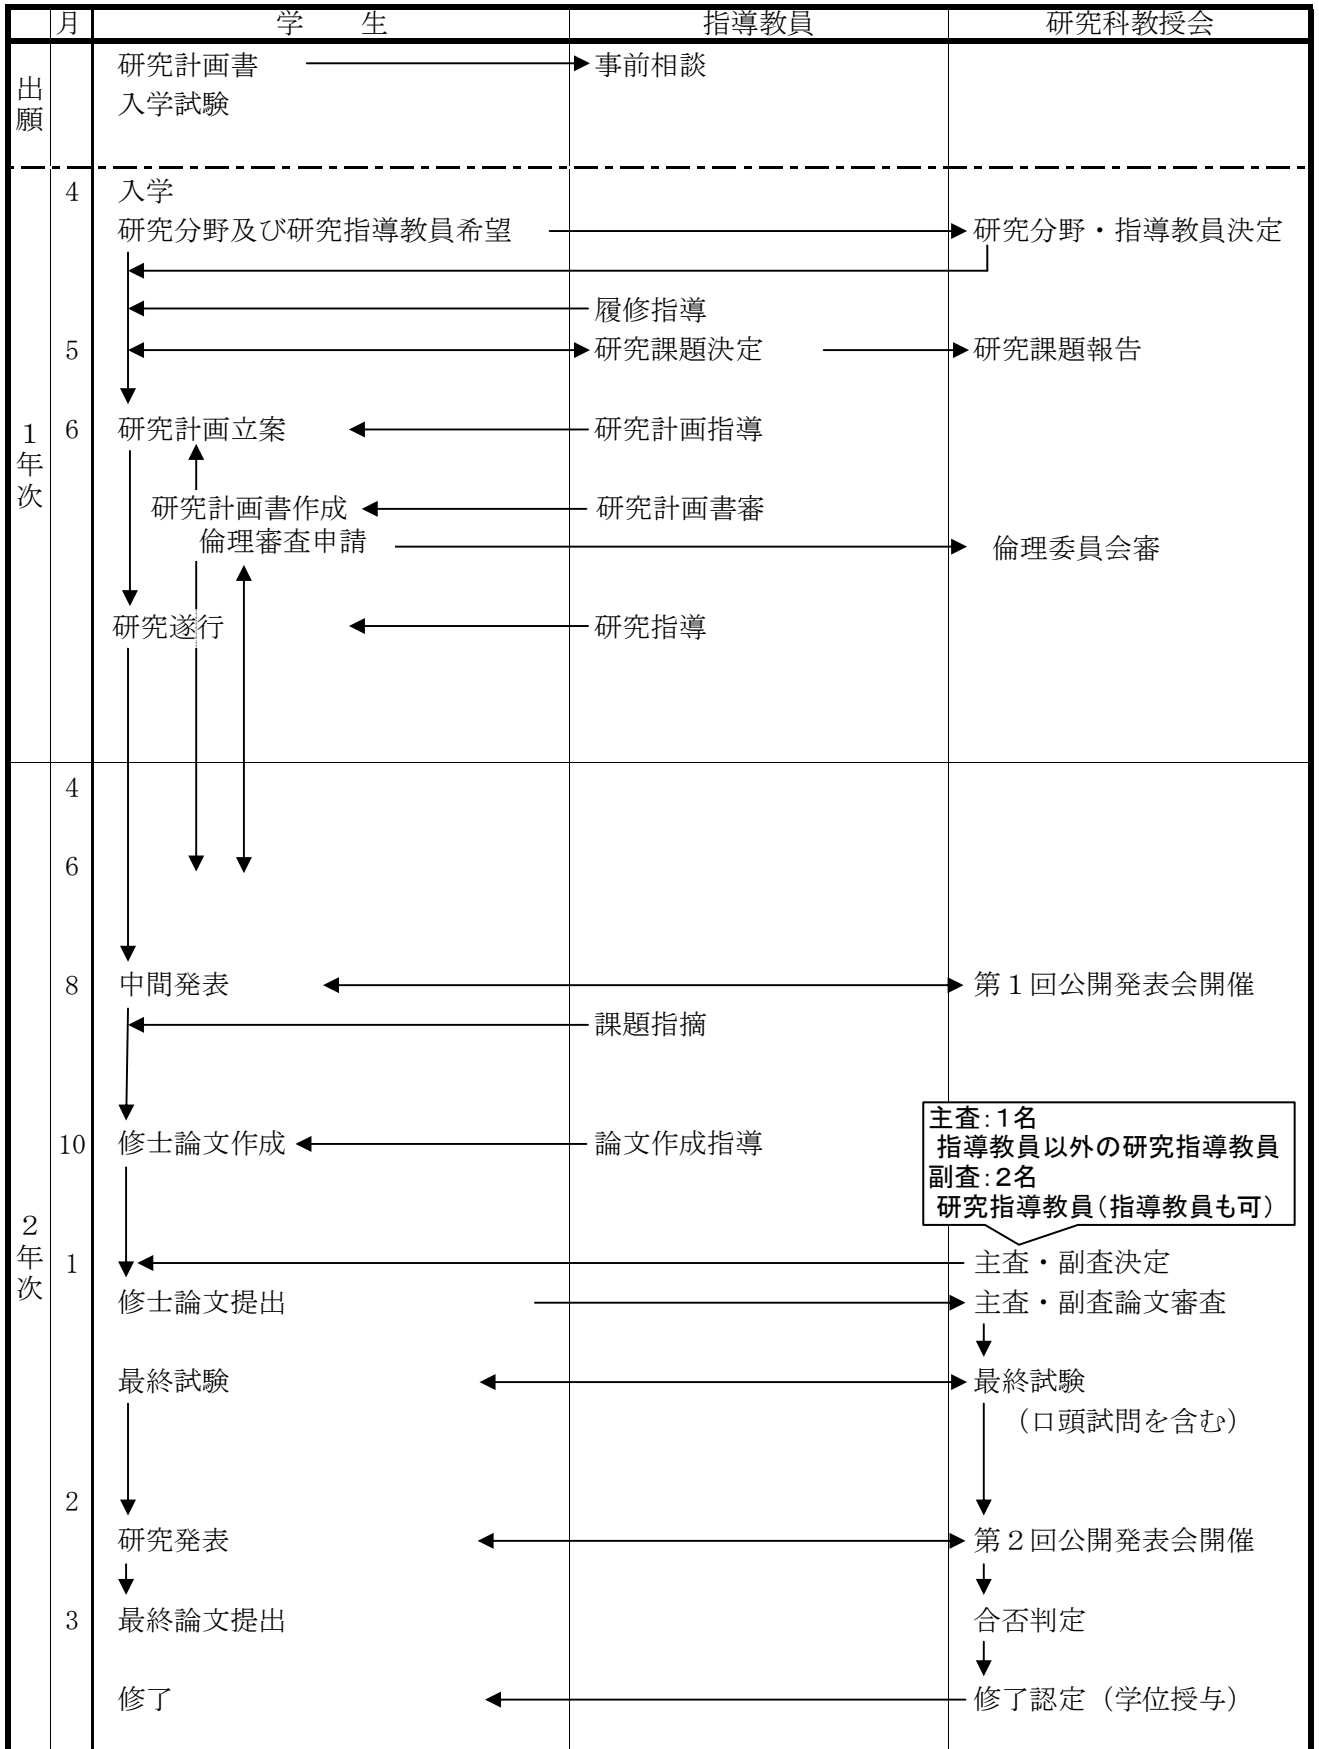 月 学 生 指導教員 研究科教授会
出願
研究計画書 事前相談
入学試験
1年次
4 入学
研究分野及び研究指導教員希望 研究分野・指導教員決定
履修指導
5 研究課題決定 研究課題報告
6 研究計画立案 研究計画指導
研究計画書作成 研究計画書審
倫理審査申請 倫理委員会審
研究遂行 研究指導
2年次
4
6
8 中間発表 第1回公開発表会開催
課題指摘
主査:1名
指導教員以外の研究指導教員
副査:2名
研究指導教員(指導教員も可)
10 修士論文作成 論文作成指導
1 主査・副査決定
修士論文提出 主査・副査論文審査
最終試験 最終試験
(口頭試問を含む)
2
研究発表 第2回公開発表会開催
3 最終論文提出 合否判定
修了 修了認定(学位授与)